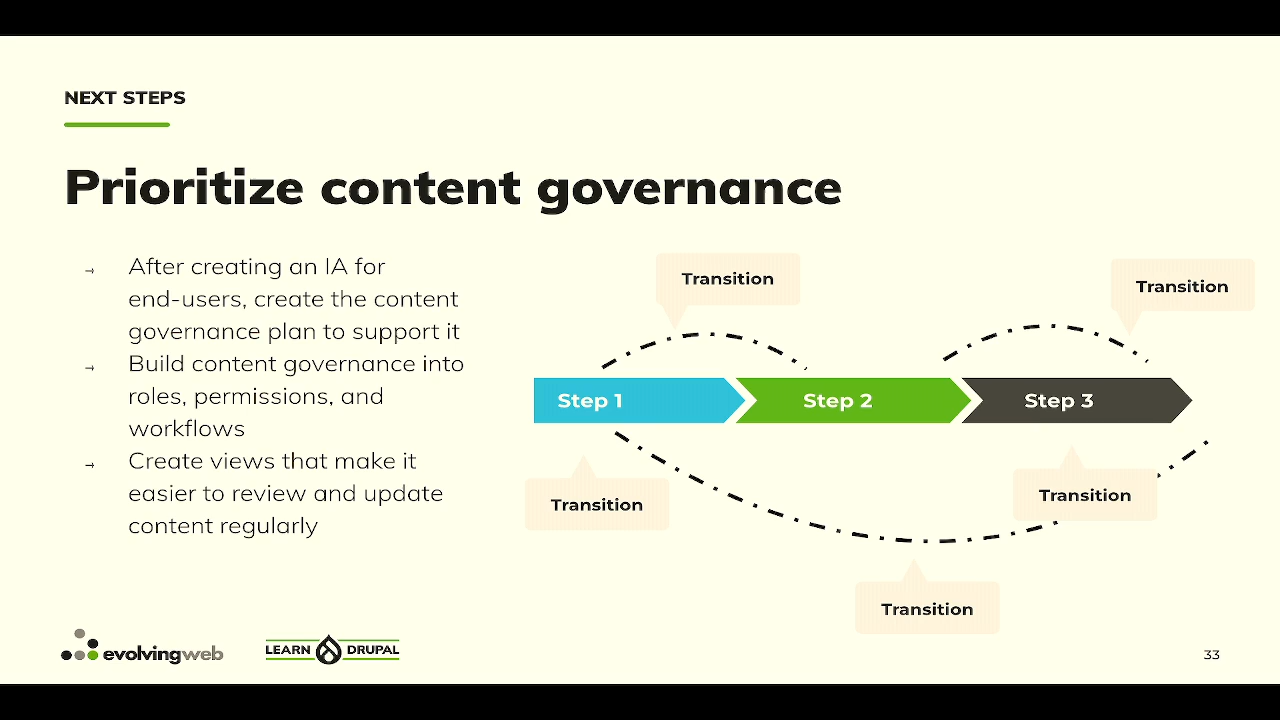 NEXT STEPS
Prioritize content governance
→ After creating an IA for
end-users, create the content
governance plan to support it
→ Build content governance into
roles, permissions, and
workflows
→ Create views that make it
easier to review and update
content regularly
Transition
Transition
Step 1
Step 2
Step 3
Transition
Transition
Transition
evolvingweb
LEARN DRUPAL
33